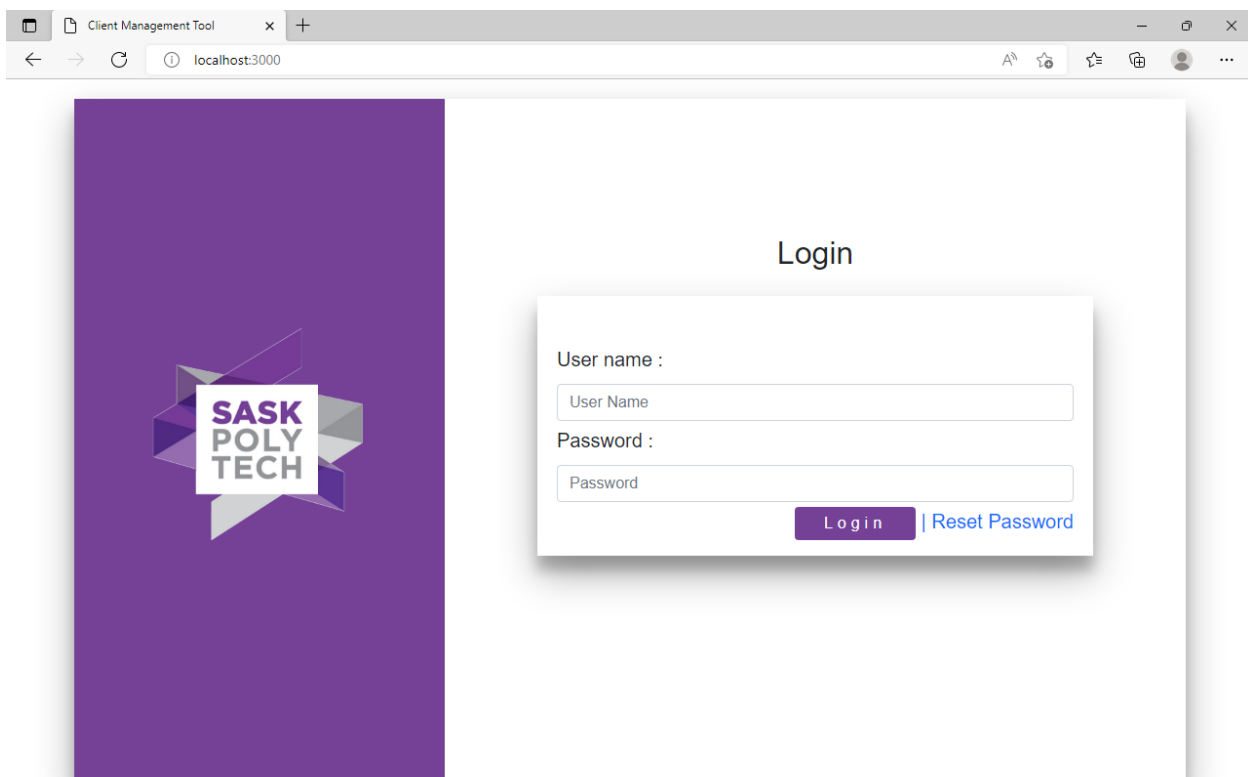 Client Management Tool
localhost:3000
Login
SASK
POLY
TECH
User name :
User Name
Password :
Password
Login | Reset Password